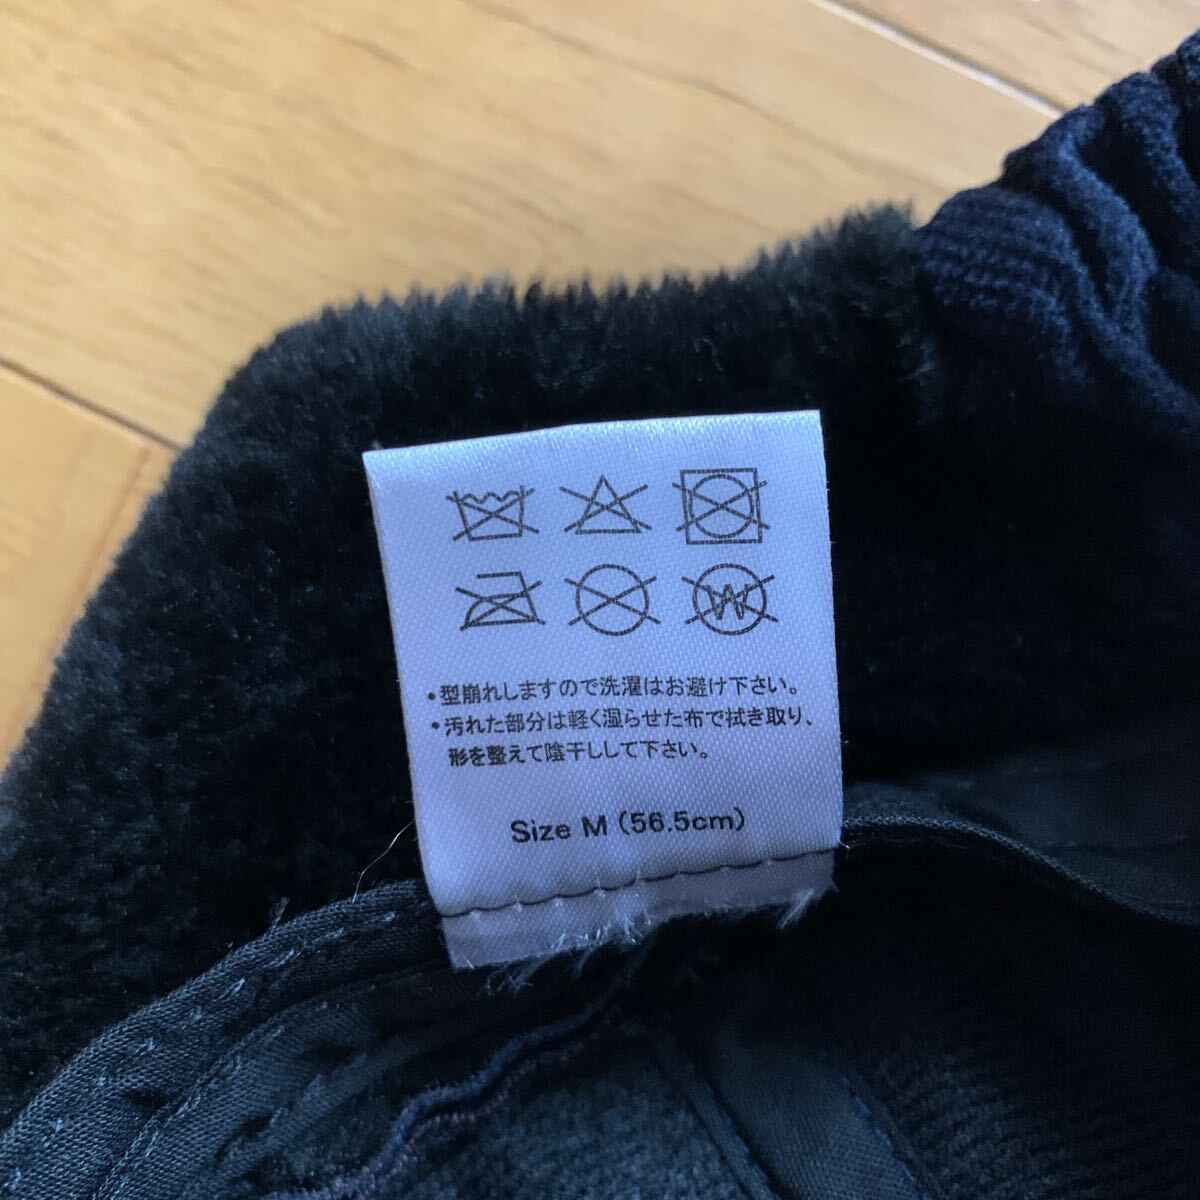 W
・型崩れしますので洗濯はお避け下さい。
・汚れた部分は軽く湿らせた布で拭き取り、
形を整えて陰干しして下さい。
Size M (56.5cm)